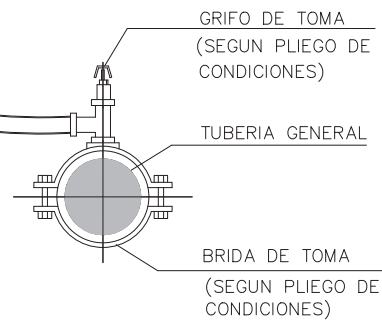 GRIFO DE TOMA
(SEGUN PLIEGO DE
CONDICIONES)
TUBERIA GENERAL
BRIDA DE TOMA
(SEGUN PLIEGO DE
CONDICIONES)